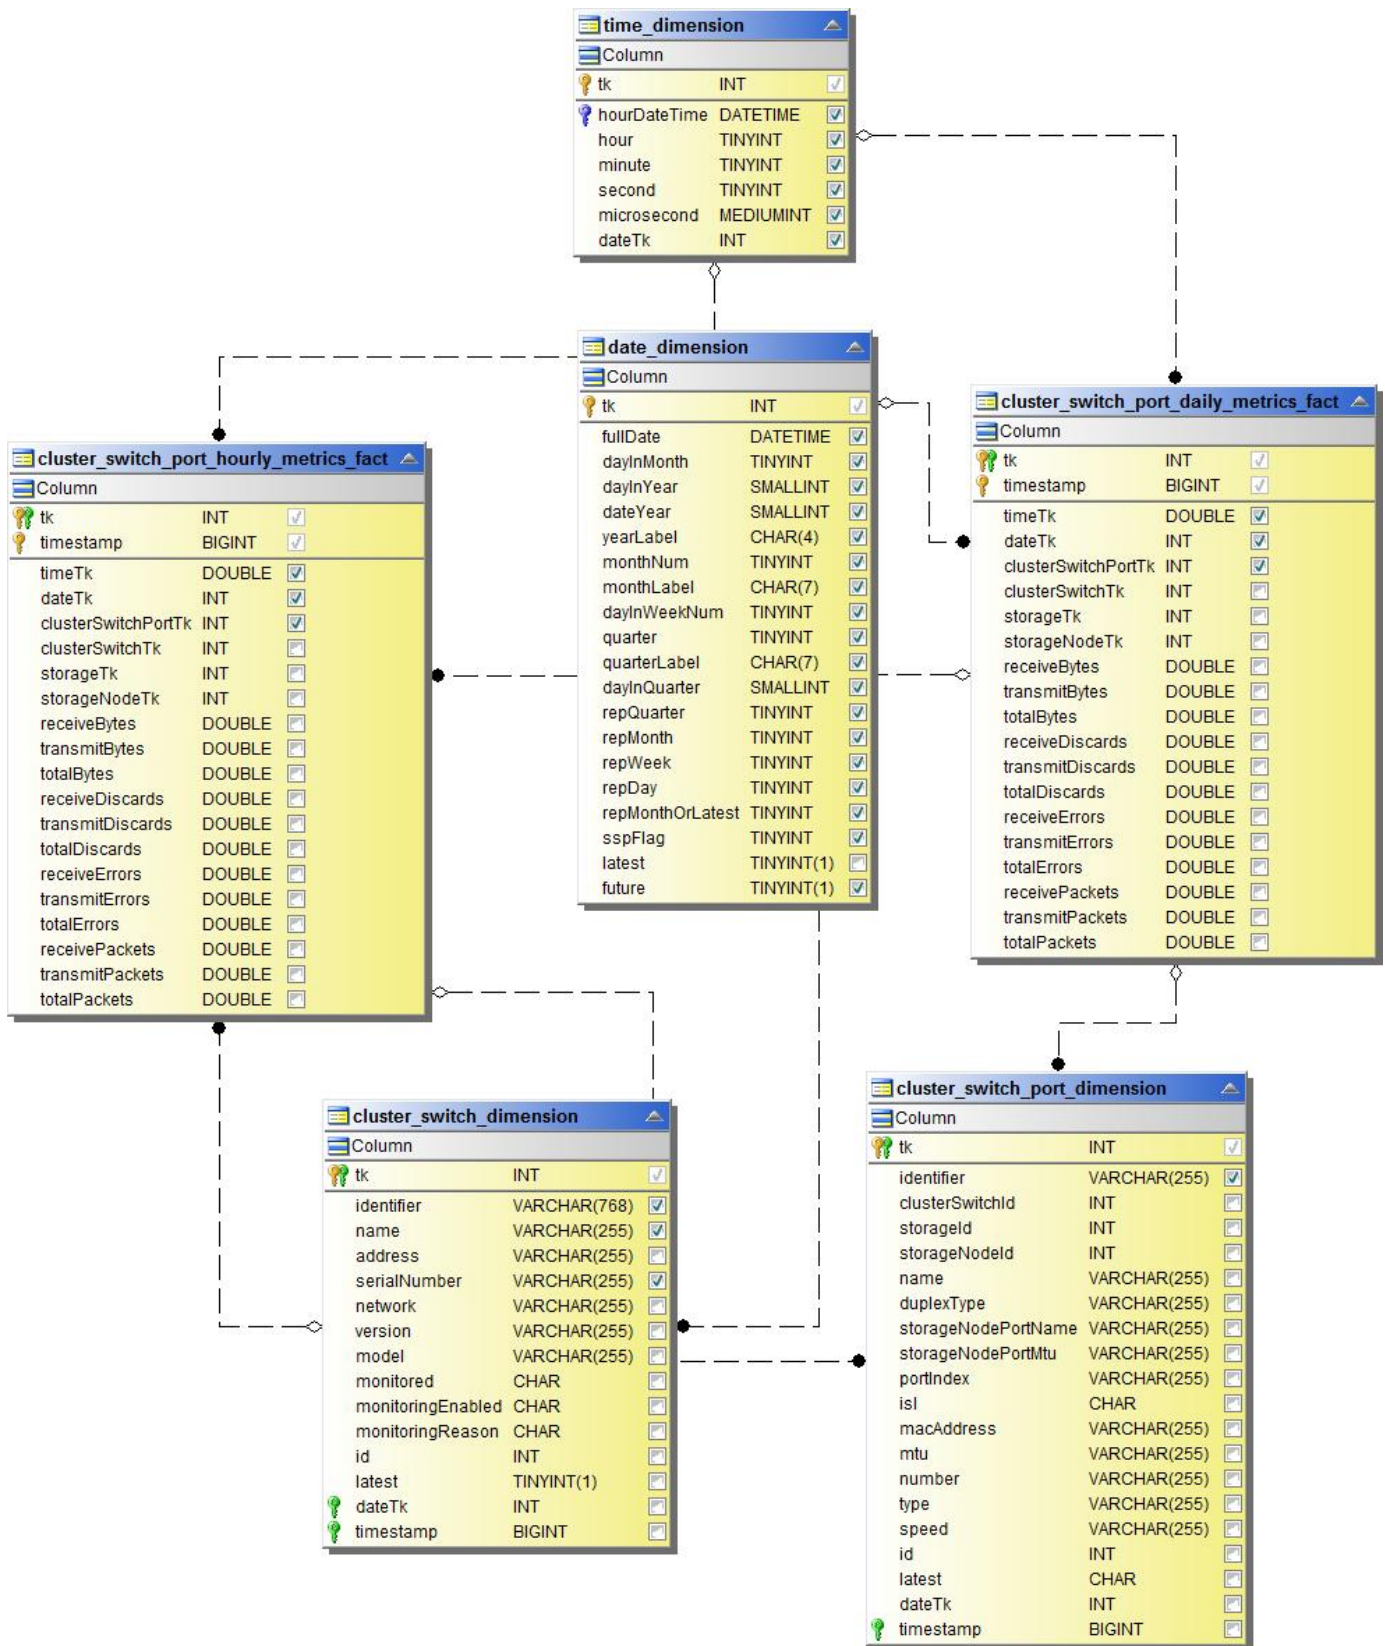 time_dimension
Column
tk INT
hourDateTime DATETIME
hour TINYINT
minute TINYINT
second TINYINT
microsecond MEDIUMINT
dateTk INT
date_dimension
Column
tk INT
fullDate DATETIME
dayInMonth TINYINT
dayInYear SMALLINT
dateYear SMALLINT
yearLabel CHAR(4)
monthNum TINYINT
monthLabel CHAR(7)
dayInWeekNum TINYINT
quarter TINYINT
quarterLabel CHAR(7)
dayInQuarter SMALLINT
repQuarter TINYINT
repMonth TINYINT
repWeek TINYINT
repDay TINYINT
repMonthOrLatest TINYINT
sspFlag TINYINT
latest TINYINT(1)
future TINYINT(1)
cluster_switch_port_daily_metrics_fact
Column
tk INT
timestamp BIGINT
timeTk DOUBLE
dateTk INT
clusterSwitchPortTk INT
clusterSwitchTk INT
storageTk INT
storageNodeTk INT
receiveBytes DOUBLE
transmitBytes DOUBLE
totalBytes DOUBLE
receiveDiscards DOUBLE
transmitDiscards DOUBLE
totalDiscards DOUBLE
receiveErrors DOUBLE
transmitErrors DOUBLE
totalErrors DOUBLE
receivePackets DOUBLE
transmitPackets DOUBLE
totalPackets DOUBLE
cluster_switch_port_hourly_metrics_fact
Column
tk INT
timestamp BIGINT
timeTk DOUBLE
dateTk INT
clusterSwitchPortTk INT
clusterSwitchTk INT
storageTk INT
storageNodeTk INT
receiveBytes DOUBLE
transmitBytes DOUBLE
totalBytes DOUBLE
receiveDiscards DOUBLE
transmitDiscards DOUBLE
totalDiscards DOUBLE
receiveErrors DOUBLE
transmitErrors DOUBLE
totalErrors DOUBLE
receivePackets DOUBLE
transmitPackets DOUBLE
totalPackets DOUBLE
cluster_switch_dimension
Column
tk INT
identifier VARCHAR(768)
name VARCHAR(255)
address VARCHAR(255)
serialNumber VARCHAR(255)
network VARCHAR(255)
version VARCHAR(255)
model VARCHAR(255)
monitored CHAR
monitoringEnabled CHAR
monitoringReason CHAR
id INT
latest TINYINT(1)
dateTk INT
timestamp BIGINT
cluster_switch_port_dimension
Column
tk INT
identifier VARCHAR(255)
clusterSwitchId INT
storageId INT
storageNodeId INT
name VARCHAR(255)
duplexType VARCHAR(255)
storageNodePortName VARCHAR(255)
storageNodePortMtu VARCHAR(255)
portIndex VARCHAR(255)
isl CHAR
macAddress VARCHAR(255)
mtu VARCHAR(255)
number VARCHAR(255)
type VARCHAR(255)
speed VARCHAR(255)
id INT
latest CHAR
dateTk INT
timestamp BIGINT